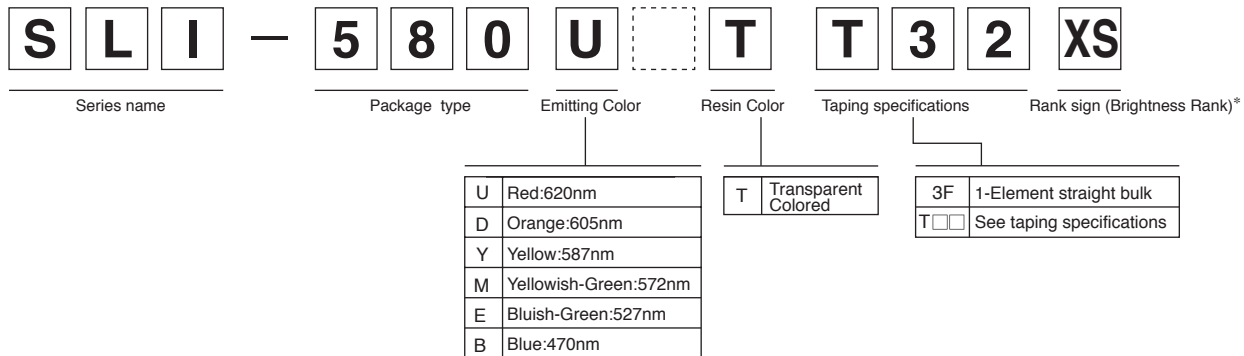 S L I — 5 8 0 U T T 3 2 XS
Series name Package type Emitting Color Resin Color Taping specifications Rank sign (Brightness Rank)*
U Red:620nm
D Orange:605nm
Y Yellow:587nm
M Yellowish-Green:572nm
E Bluish-Green:527nm
B Blue:470nm
T Transparent
Colored
3F 1-Element straight bulk
T□□ See taping specifications